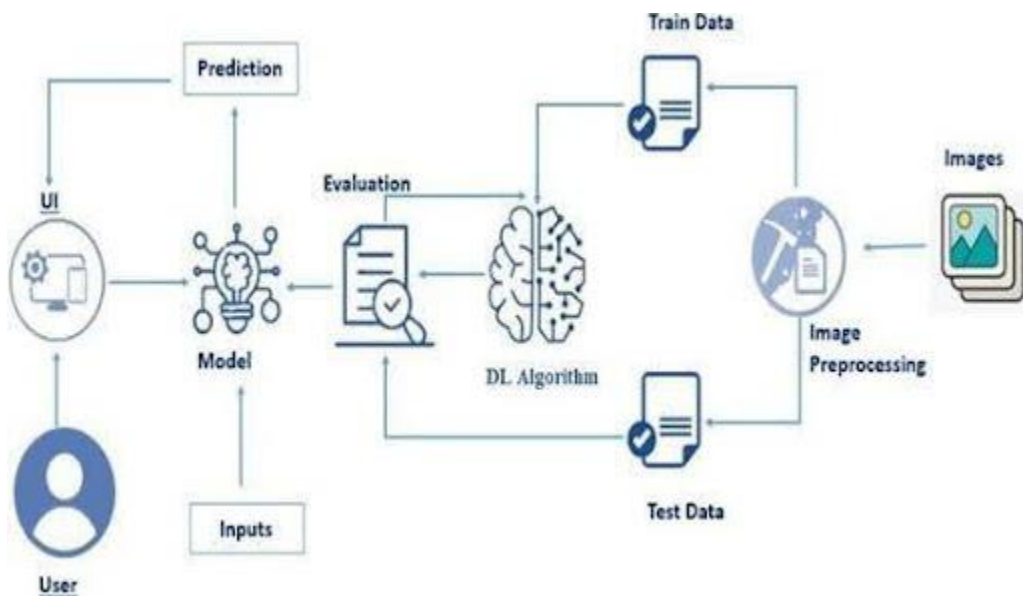 Train Data
Prediction
Images
Evaluation
UI
Model
DL Algorithm
Image
Preprocessing
Inputs
Test Data
User